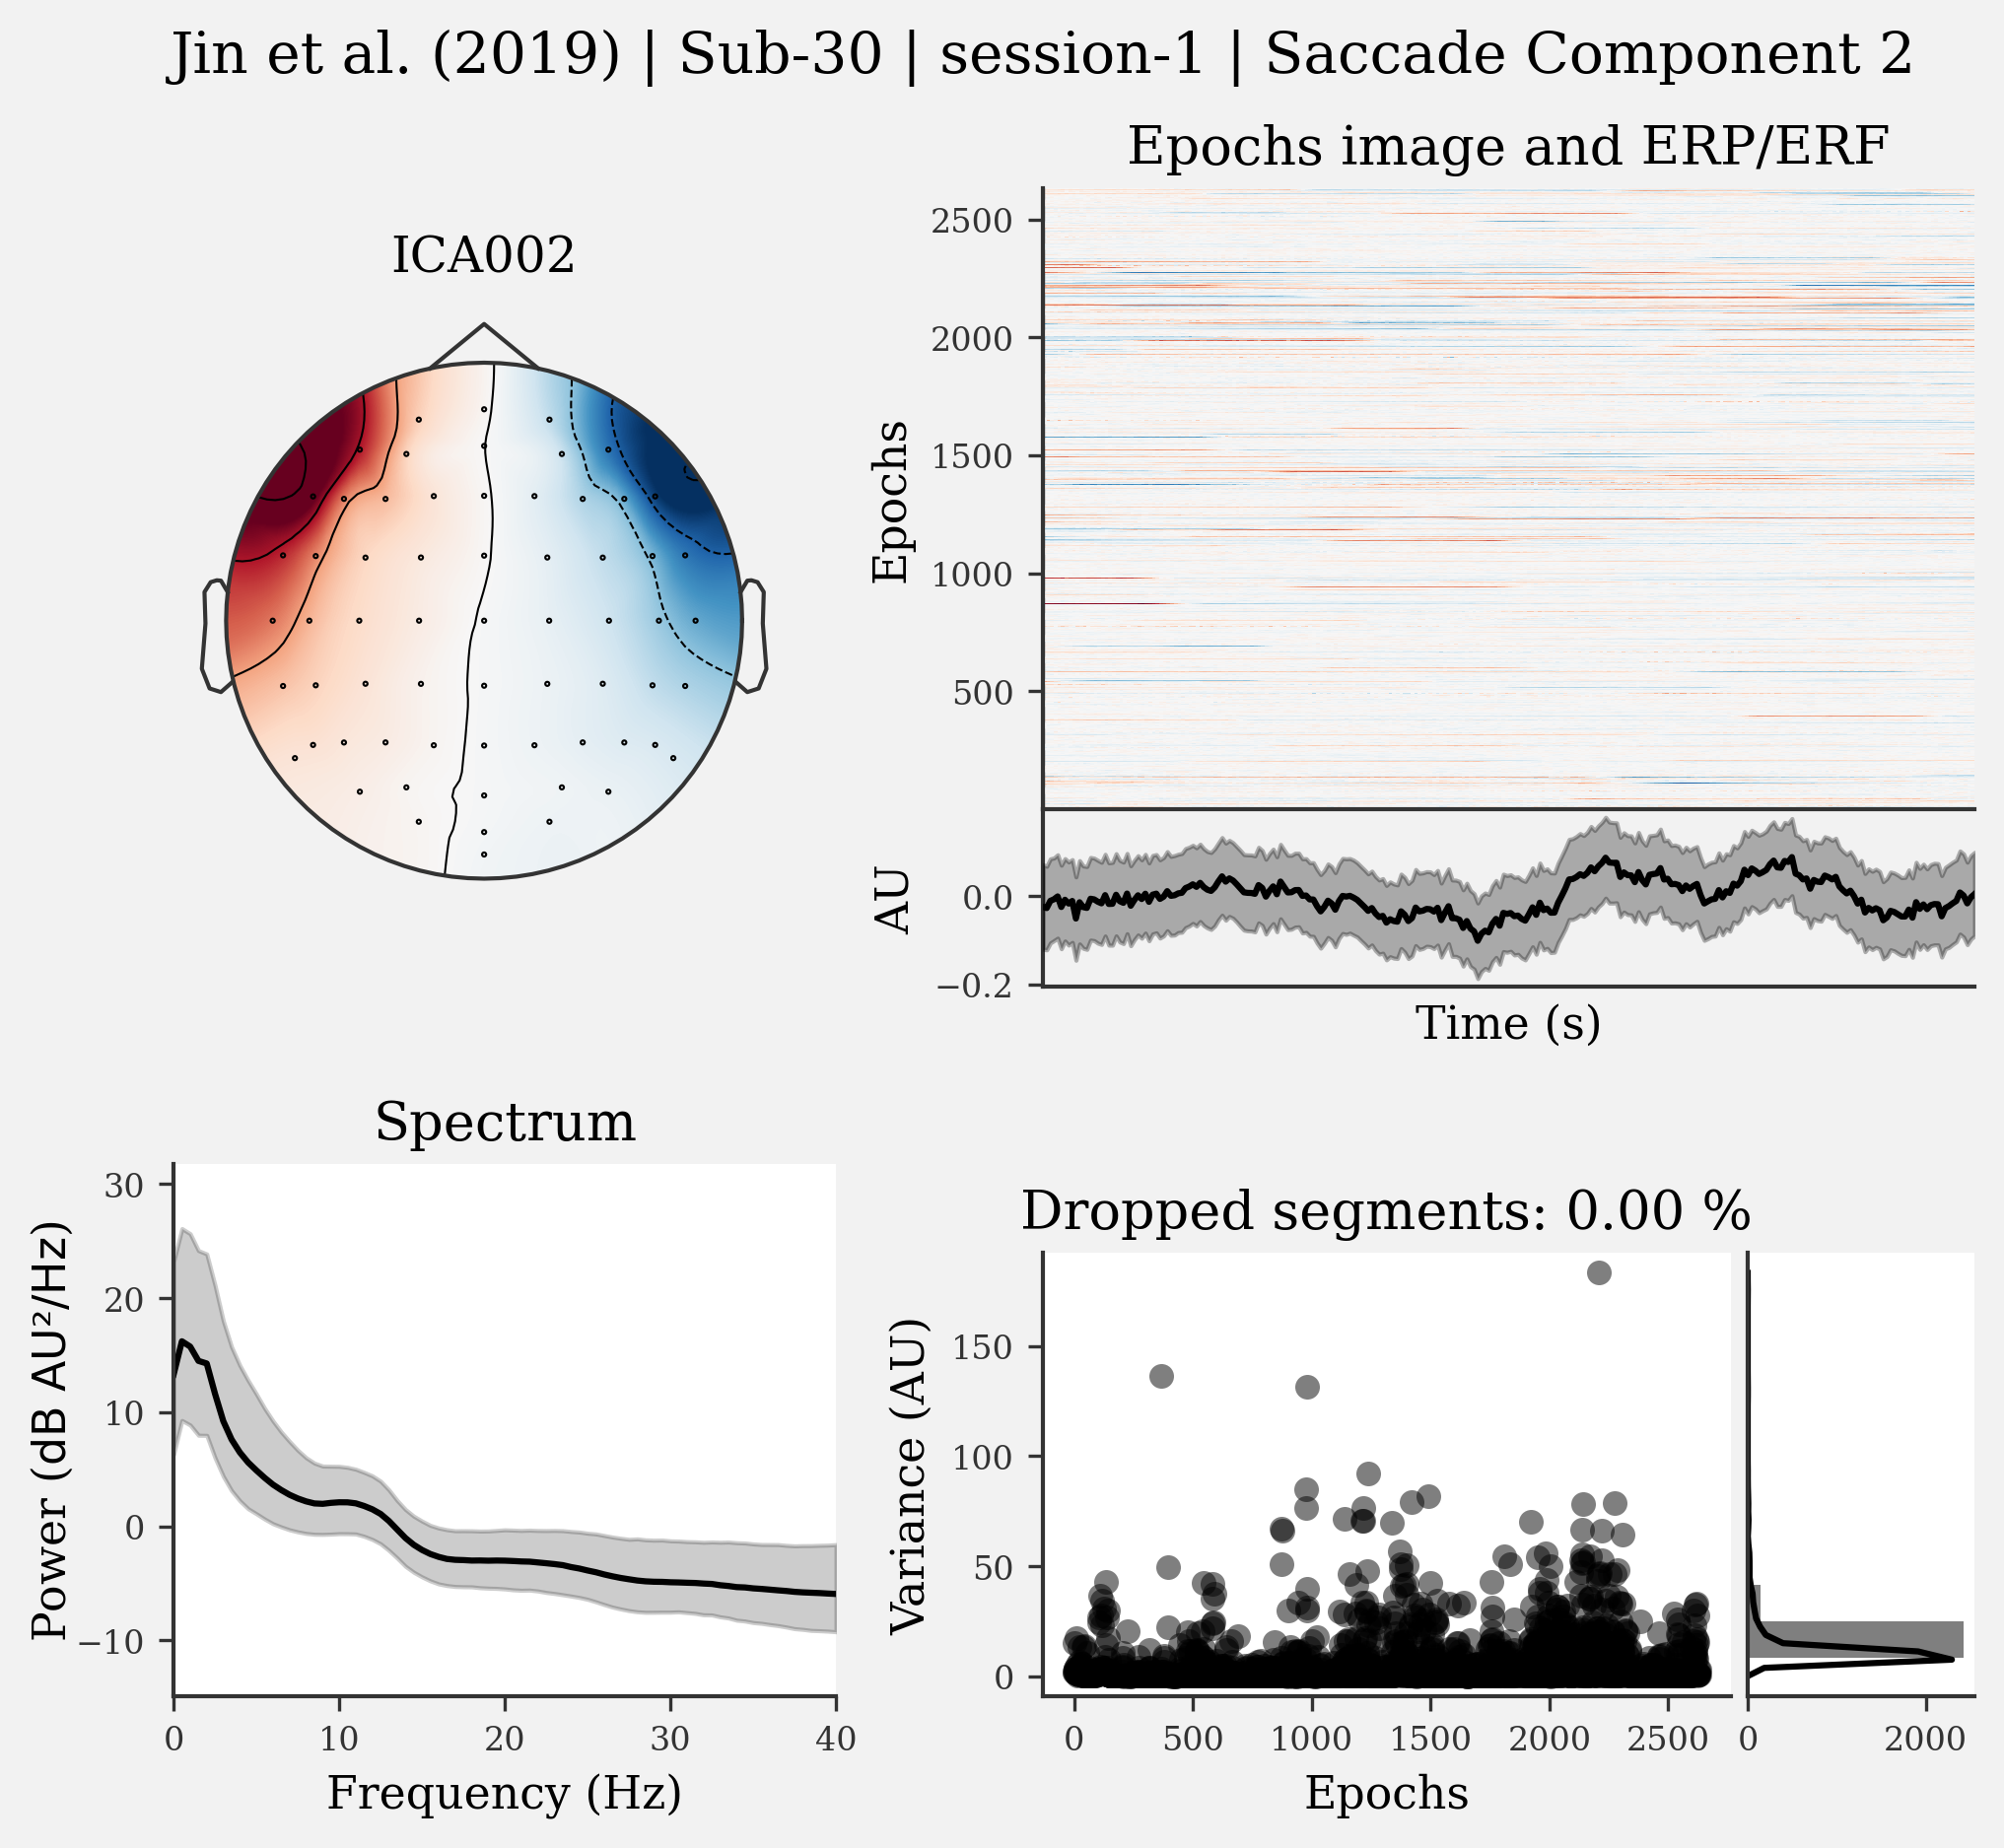 Jin et al. (2019) | Sub-30 | session-1 | Saccade Component 2
ICA002
Epochs image and ERP/ERF
Epochs
2500
2000
1500
1000
500
AU
0.0
−0.2
Time (s)
Spectrum
Power (dB AU²/Hz)
30
20
10
0
−10
0 10 20 30 40
Frequency (Hz)
Dropped segments: 0.00 %
Variance (AU)
150
100
50
0
0 500 1000 1500 2000 2500
0 2000
Epochs